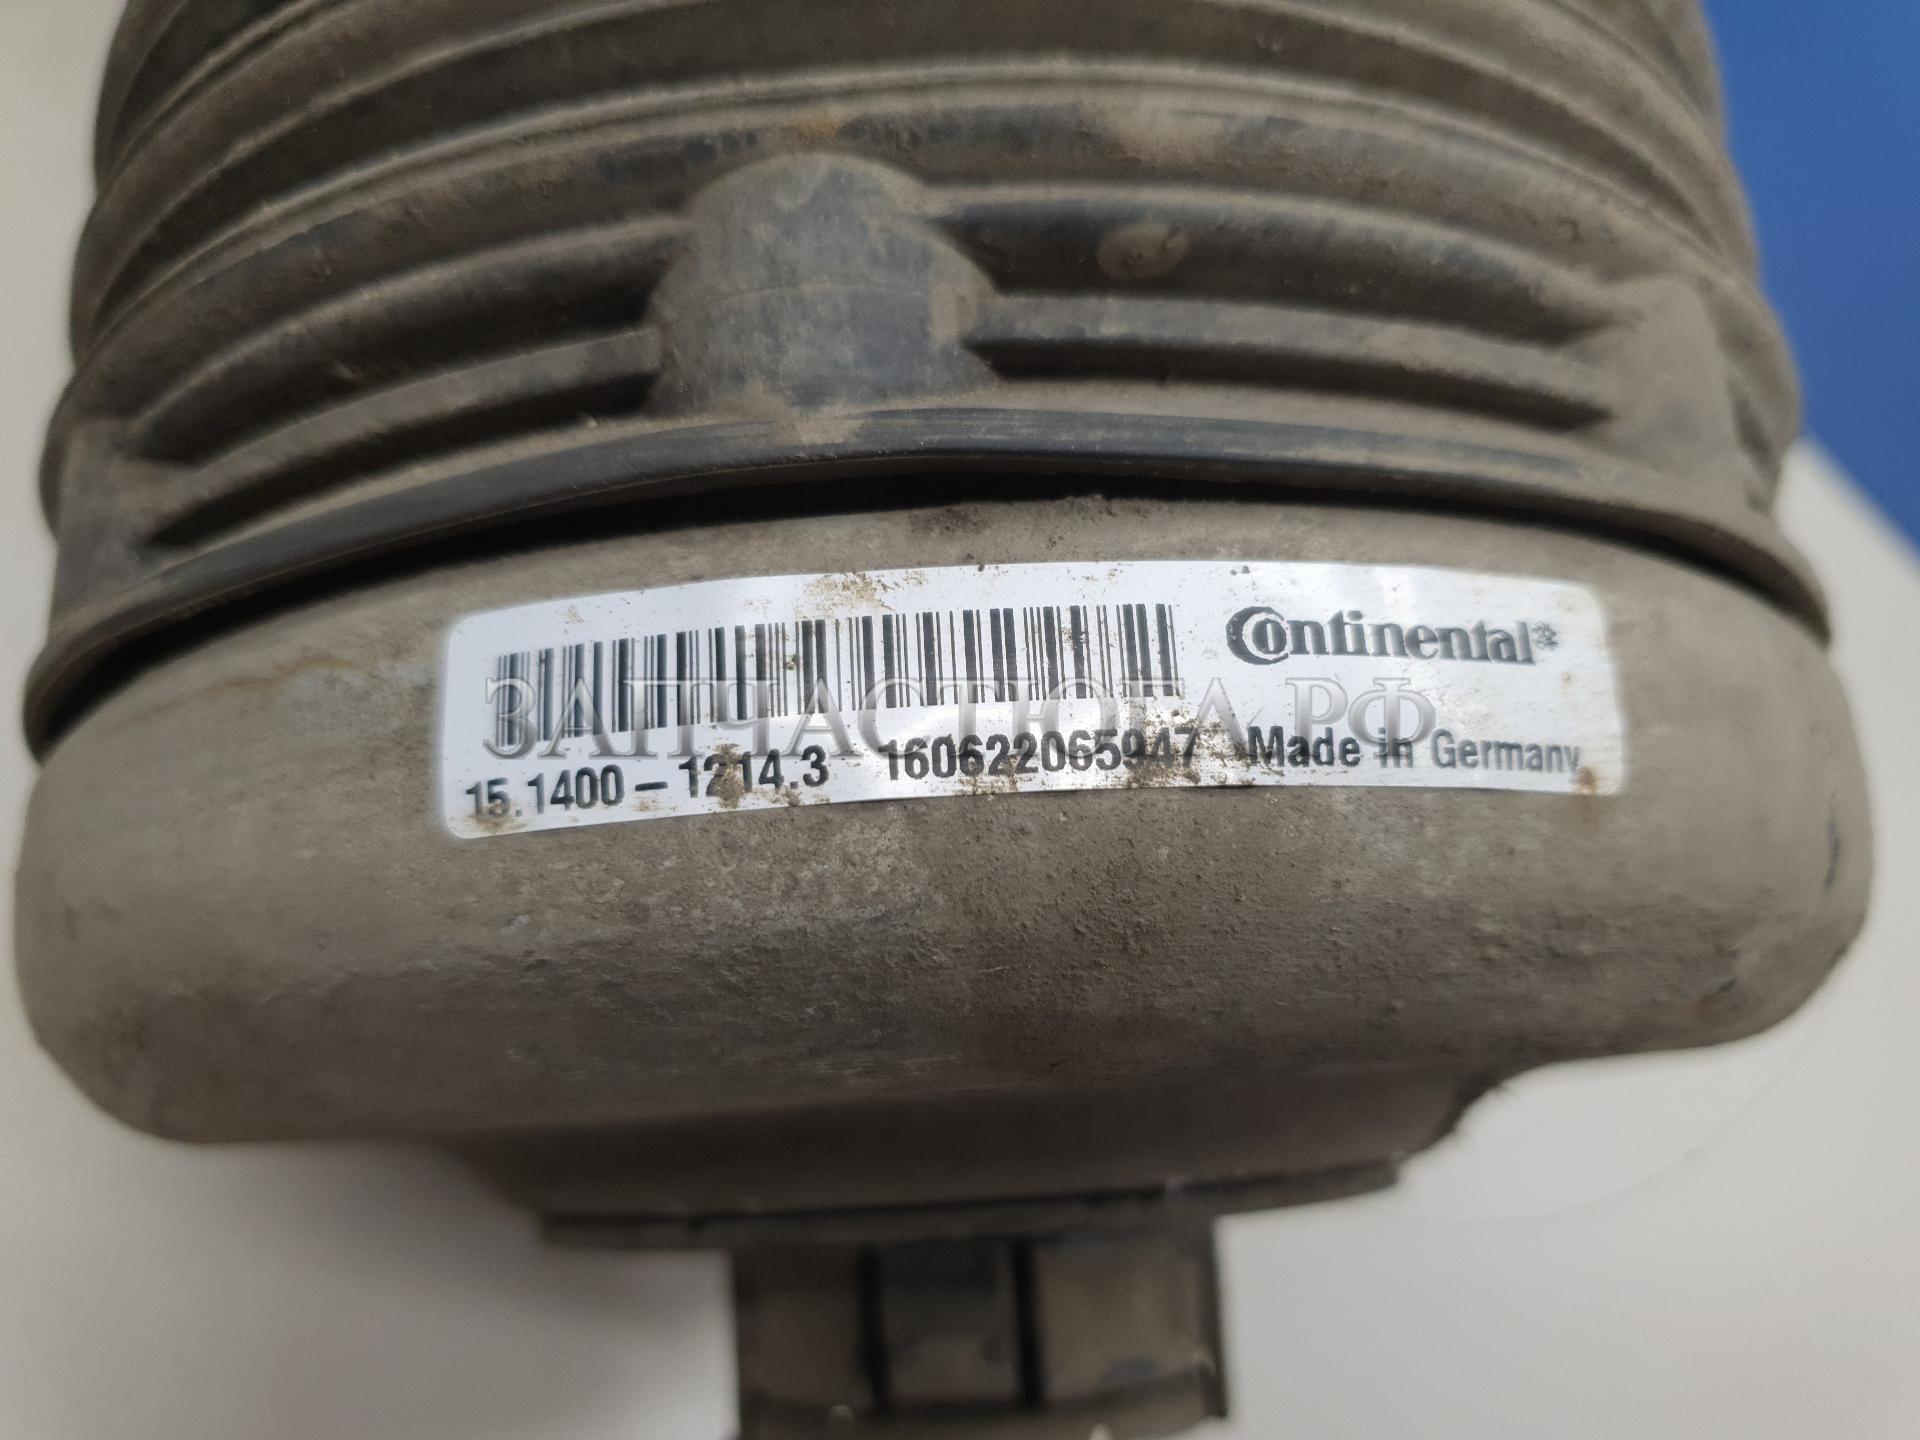 Continental
ЗАПЧАСТЮГА.РФ
15.1400-1214.3 160622065947 Made in Germany